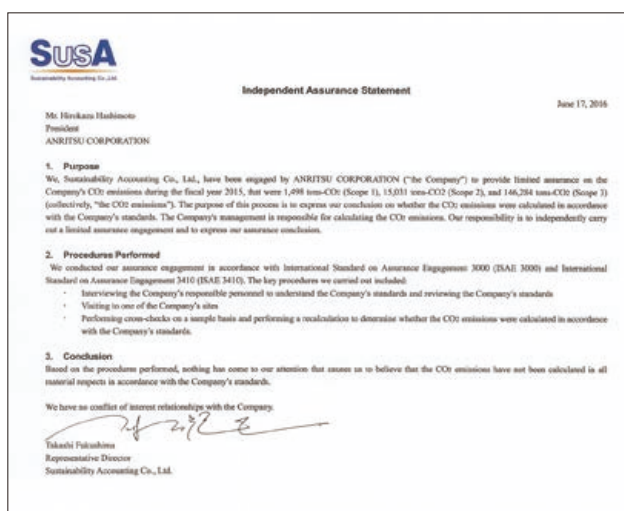 SusA
Sustainability Accounting Co.,Ltd.
Independent Assurance Statement
June 17, 2016
Mr. Hirokazu Hashimoto
President
ANRITSU CORPORATION
1. Purpose
We, Sustainability Accounting Co., Ltd., have been engaged by ANRITSU CORPORATION (“the Company”) to provide limited assurance on the
Company's CO2 emissions during the fiscal year 2015, that were 1,498 tons-CO2 (Scope 1), 15,031 tons-CO2 (Scope 2), and 146,284 tons-CO2 (Scope 3)
(collectively, “the CO2 emissions”). The purpose of this process is to express our conclusion on whether the CO2 emissions were calculated in accordance
with the Company's standards. The Company's management is responsible for calculating the CO2 emissions. Our responsibility is to independently carry
out a limited assurance engagement and to express our assurance conclusion.
2. Procedures Performed
We conducted our assurance engagement in accordance with International Standard on Assurance Engagement 3000 (ISAE 3000) and International
Standard on Assurance Engagement 3410 (ISAE 3410). The key procedures we carried out included:
· Interviewing the Company's responsible personnel to understand the Company's standards and reviewing the Company's standards
· Visiting to one of the Company's sites
· Performing cross-checks on a sample basis and performing a recalculation to determine whether the CO2 emissions were calculated in accordance
with the Company's standards.
3. Conclusion
Based on the procedures performed, nothing has come to our attention that causes us to believe that the CO2 emissions have not been calculated in all
material respects in accordance with the Company's standards.
We have no conflict of interest relationships with the Company.
Takashi Fukushima
Representative Director
Sustainability Accounting Co., Ltd.